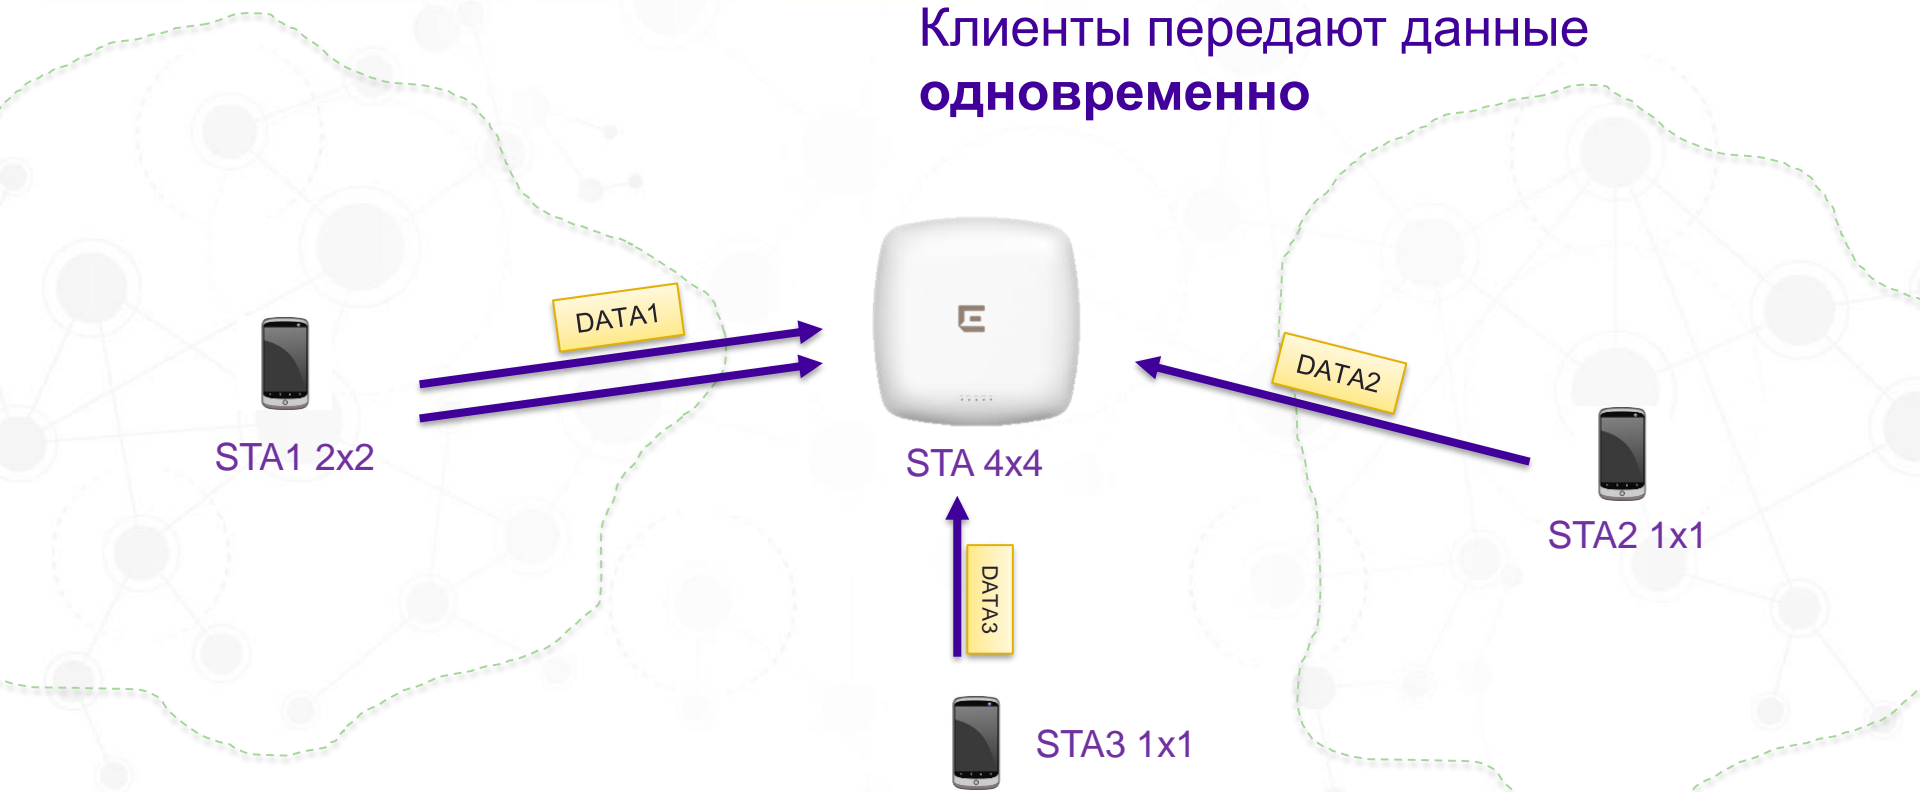 Клиенты передают данные
одновременно
DATA1
DATA2
STA1 2x2
STA 4x4
STA2 1x1
DATA3
STA3 1x1